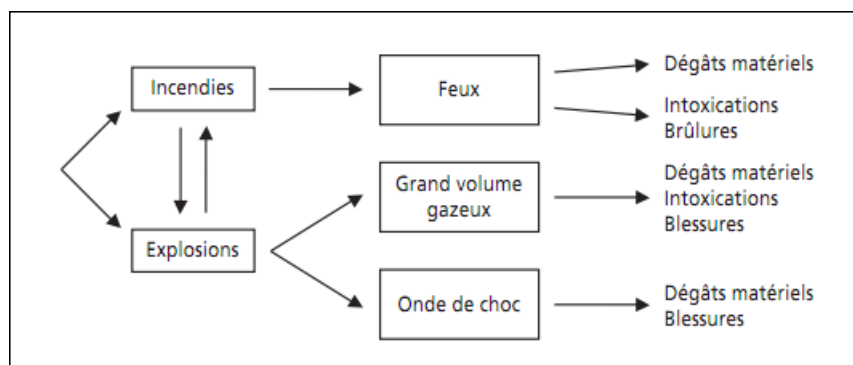 Incendies
Feux
Dégâts matériels
Intoxications
Brûlures
Explosions
Grand volume
gazeux
Dégâts matériels
Intoxications
Blessures
Onde de choc
Dégâts matériels
Blessures